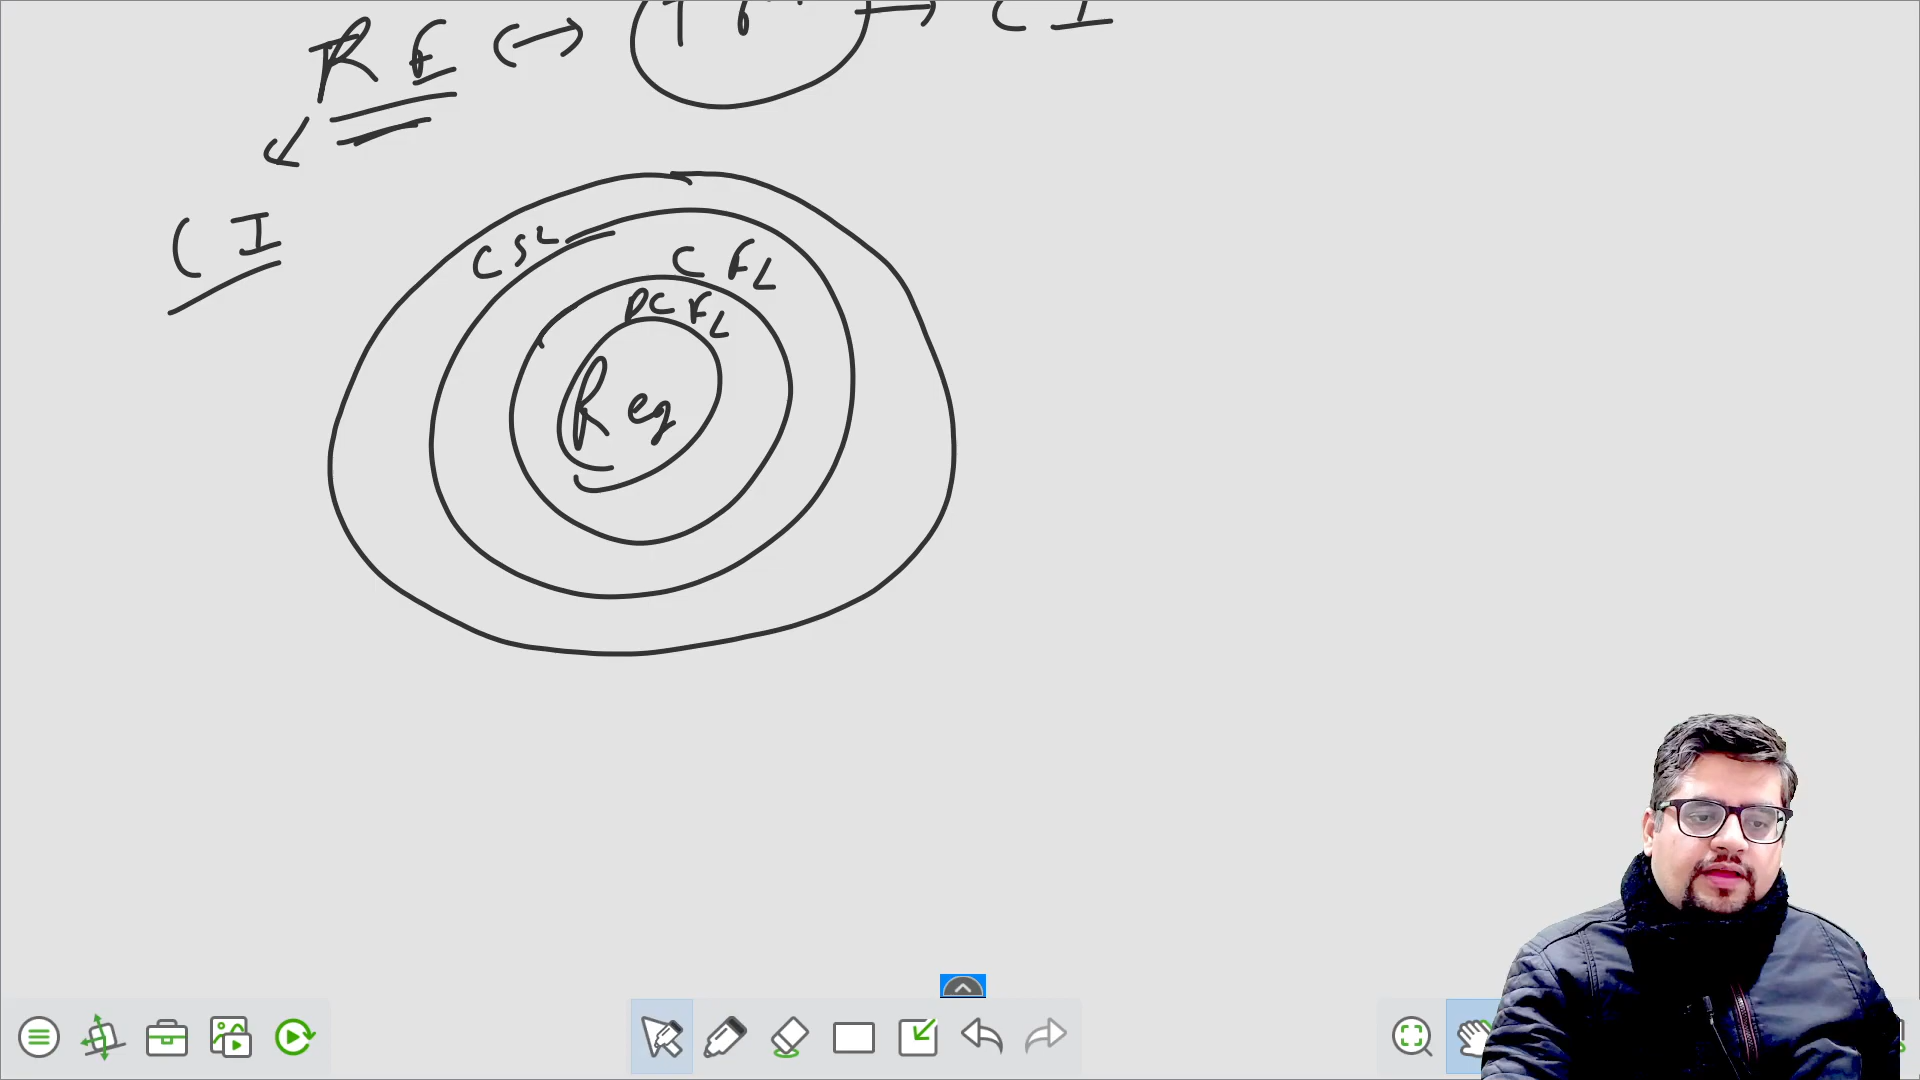 RE ↔ → CI
CI
CSL
CFL
DCFL
Reg